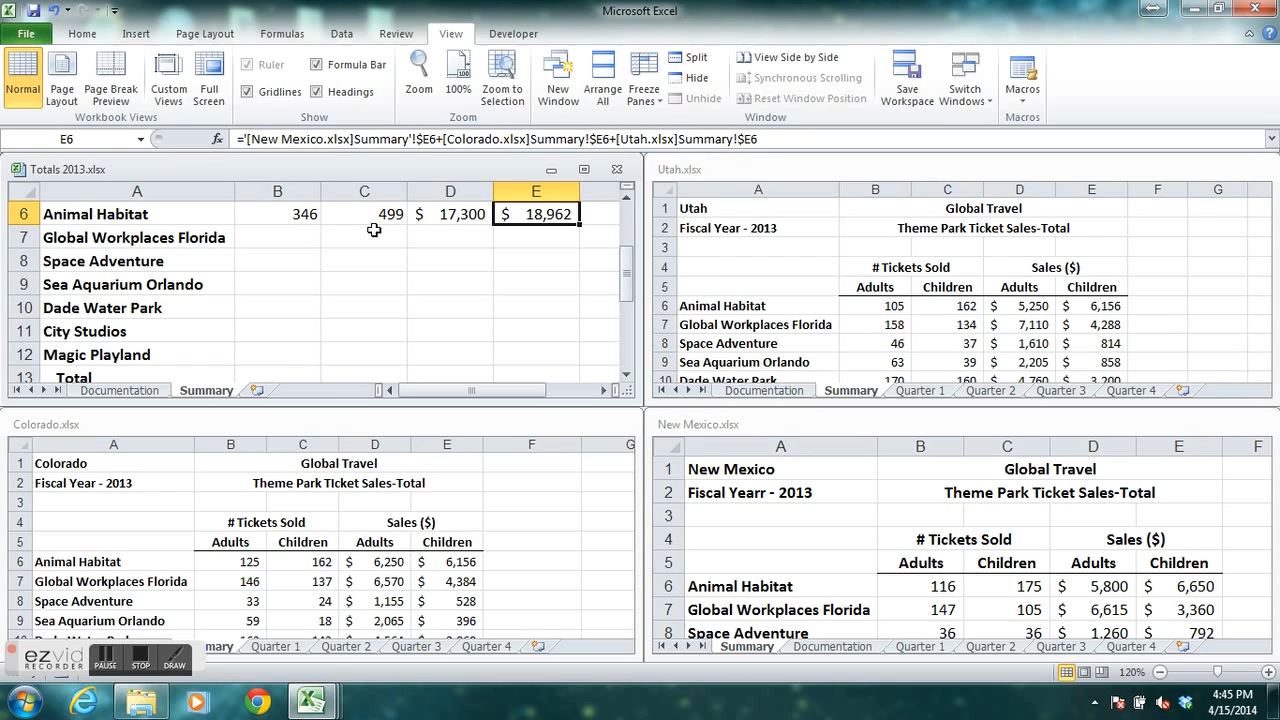 Microsoft Excel
File Home Insert Page Layout Formulas Data Review View Developer
Normal Page Layout Page Break Preview Custom Views Full Screen
Workbook Views
Ruler Formula Bar
Gridlines Headings
Show
Zoom 100% Zoom to Selection
Zoom
New Window Arrange All Freeze Panes
Split
Hide
Unhide
View Side by Side
Synchronous Scrolling
Reset Window Position
Window
Save Workspace Switch Windows
Macros
Macros
E6 fx ='[New Mexico.xlsx]Summary'!$E6+[Colorado.xlsx]Summary!$E6+[Utah.xlsx]Summary!$E6
Totals 2013.xlsx
A B C D E
6 Animal Habitat 346 499 $ 17,300 $ 18,962
7 Global Workplaces Florida
8 Space Adventure
9 Sea Aquarium Orlando
10 Dade Water Park
11 City Studios
12 Magic Playland
13 Total
Documentation Summary
Utah.xlsx
A B C D E F G
1 Utah Global Travel
2 Fiscal Year - 2013 Theme Park Ticket Sales-Total
3
4 # Tickets Sold Sales ($)
5 Adults Children Adults Children
6 Animal Habitat 105 162 $ 5,250 $ 6,156
7 Global Workplaces Florida 158 134 $ 7,110 $ 4,288
8 Space Adventure 46 37 $ 1,610 $ 814
9 Sea Aquarium Orlando 63 39 $ 2,205 $ 858
10 Dade Water Park 170 160 $ 4,760 $ 3,200
Documentation Summary Quarter 1 Quarter 2 Quarter 3 Quarter 4
Colorado.xlsx
A B C D E F G
1 Colorado Global Travel
2 Fiscal Year - 2013 Theme Park TIcket Sales-Total
3
4 # Tickets Sold Sales ($)
5 Adults Children Adults Children
6 Animal Habitat 125 162 $ 6,250 $ 6,156
7 Global Workplaces Florida 146 137 $ 6,570 $ 4,384
8 Space Adventure 33 24 $ 1,155 $ 528
9 Sea Aquarium Orlando 59 18 $ 2,065 $ 396
Quarter 1 Quarter 2 Quarter 3 Quarter 4
New Mexico.xlsx
A B C D E F
1 New Mexico Global Travel
2 Fiscal Yearr - 2013 Theme Park TIcket Sales-Total
3
4 # Tickets Sold Sales ($)
5 Adults Children Adults Children
6 Animal Habitat 116 175 $ 5,800 $ 6,650
7 Global Workplaces Florida 147 105 $ 6,615 $ 3,360
8 Space Adventure 36 36 $ 1,260 $ 792
Summary Documentation Quarter 1 Quarter 2 Quarter 3 Quarter 4
ezvid
RECORDER
PAUSE STOP DRAW
120%
4:45 PM
4/15/2014